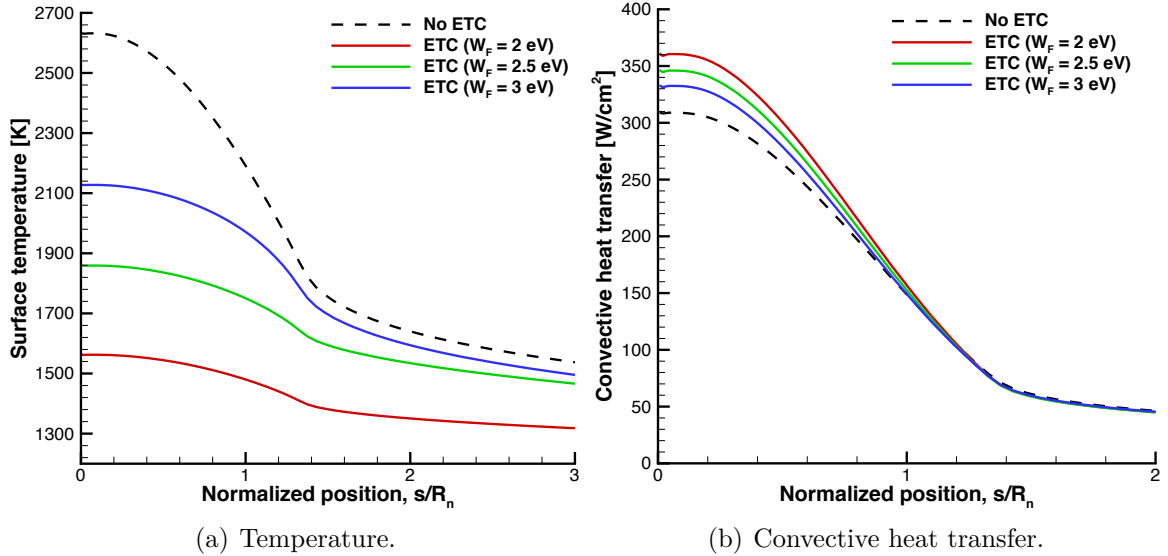 2700
2500
2300
2100
1900
1700
1500
1300
Surface temperature [K]
No ETC
ETC (W_F = 2 eV)
ETC (W_F = 2.5 eV)
ETC (W_F = 3 eV)
0 1 2 3
Normalized position, s/R_n
(a) Temperature.
400
350
300
250
200
150
100
50
0
Convective heat transfer [W/cm²]
No ETC
ETC (W_F = 2 eV)
ETC (W_F = 2.5 eV)
ETC (W_F = 3 eV)
0 1 2
Normalized position, s/R_n
(b) Convective heat transfer.